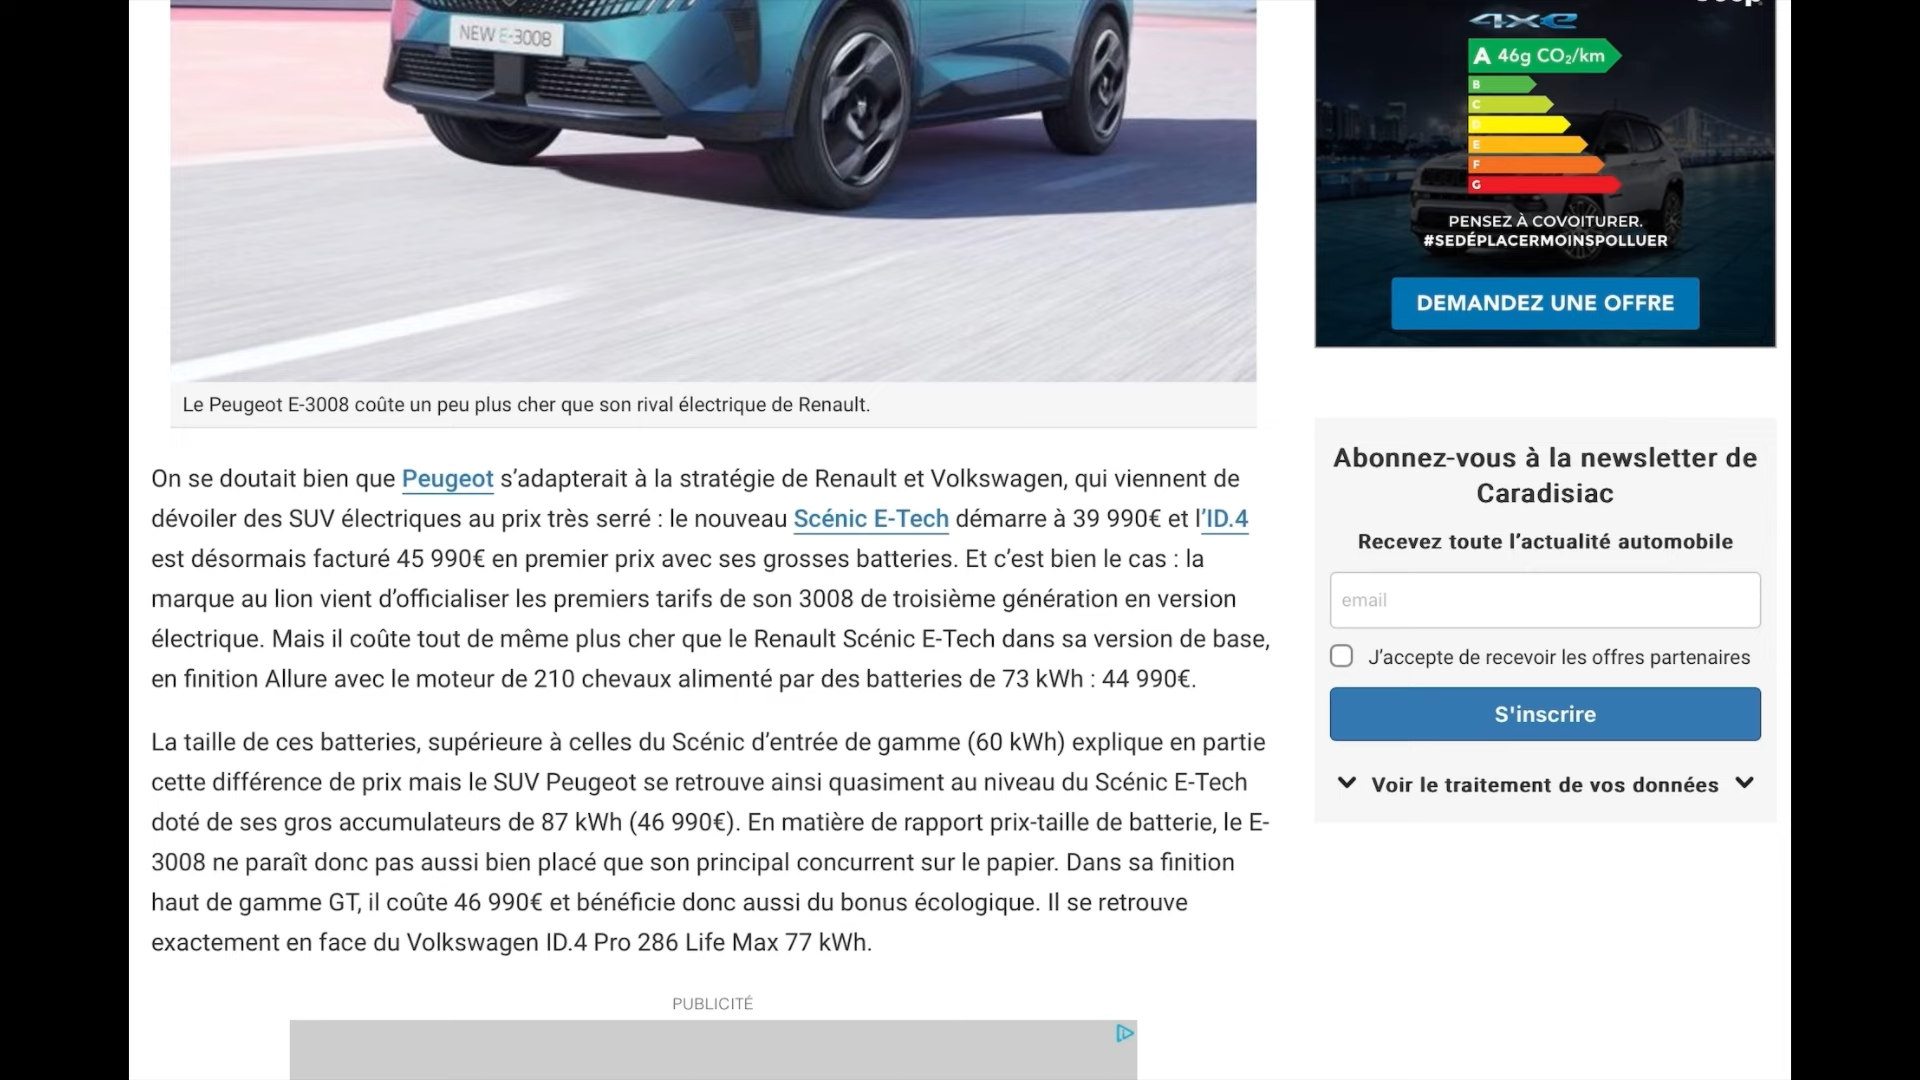 NEW E-3008
Le Peugeot E-3008 coûte un peu plus cher que son rival électrique de Renault.
On se doutait bien que Peugeot s’adapterait à la stratégie de Renault et Volkswagen, qui viennent de
dévoiler des SUV électriques au prix très serré : le nouveau Scénic E-Tech démarre à 39 990€ et l’ID.4
est désormais facturé 45 990€ en premier prix avec ses grosses batteries. Et c’est bien le cas : la
marque au lion vient d’officialiser les premiers tarifs de son 3008 de troisième génération en version
électrique. Mais il coûte tout de même plus cher que le Renault Scénic E-Tech dans sa version de base,
en finition Allure avec le moteur de 210 chevaux alimenté par des batteries de 73 kWh : 44 990€.
La taille de ces batteries, supérieure à celles du Scénic d’entrée de gamme (60 kWh) explique en partie
cette différence de prix mais le SUV Peugeot se retrouve ainsi quasiment au niveau du Scénic E-Tech
doté de ses gros accumulateurs de 87 kWh (46 990€). En matière de rapport prix-taille de batterie, le E-
3008 ne paraît donc pas aussi bien placé que son principal concurrent sur le papier. Dans sa finition
haut de gamme GT, il coûte 46 990€ et bénéficie donc aussi du bonus écologique. Il se retrouve
exactement en face du Volkswagen ID.4 Pro 286 Life Max 77 kWh.
PUBLICITÉ
4xe
A 46g CO₂/km
B
C
D
E
F
G
PENSEZ À COVOITURER.
#SEDÉPLACERMOINSPOLLUER
DEMANDEZ UNE OFFRE
Abonnez-vous à la newsletter de
Caradisiac
Recevez toute l’actualité automobile
email
J’accepte de recevoir les offres partenaires
S'inscrire
Voir le traitement de vos données